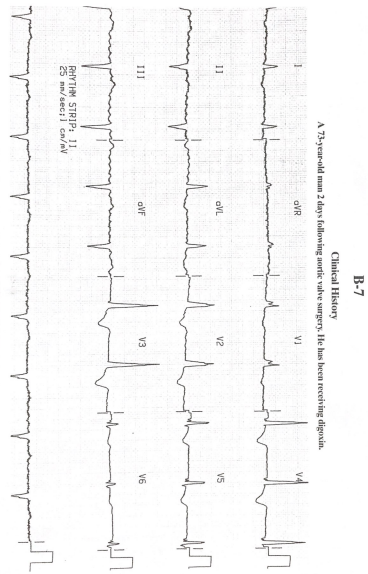 B-7
Clinical History
A 73-year-old man 2 days following aortic valve surgery. He has been receiving digoxin.
I aVR V1 V4
II aVL V2 V5
III aVF V3 V6
RHYTHM STRIP: II
25 mm/sec; 1 cm/mV